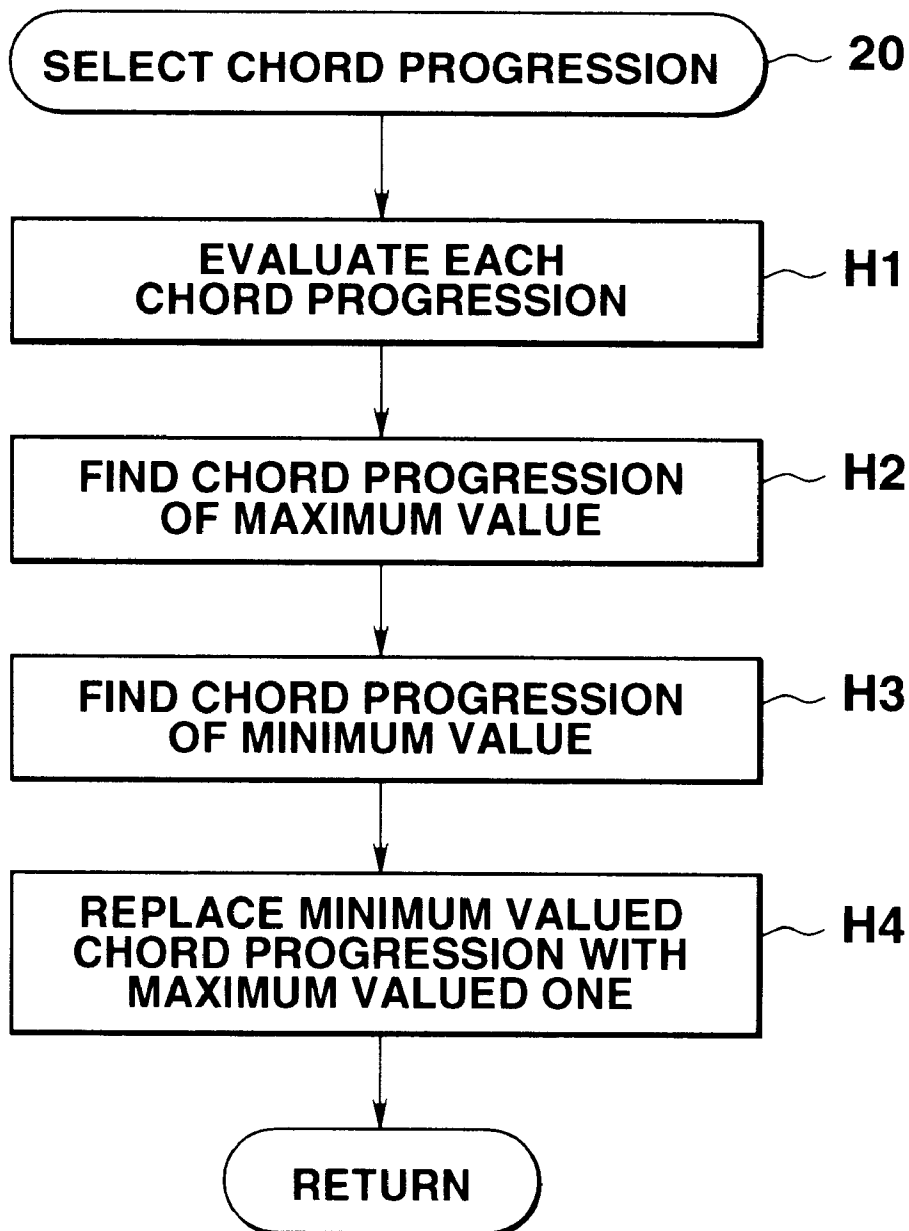 SELECT CHORD PROGRESSION 20
EVALUATE EACH
CHORD PROGRESSION
H1
FIND CHORD PROGRESSION
OF MAXIMUM VALUE
H2
FIND CHORD PROGRESSION
OF MINIMUM VALUE
H3
REPLACE MINIMUM VALUED
CHORD PROGRESSION WITH
MAXIMUM VALUED ONE
H4
RETURN